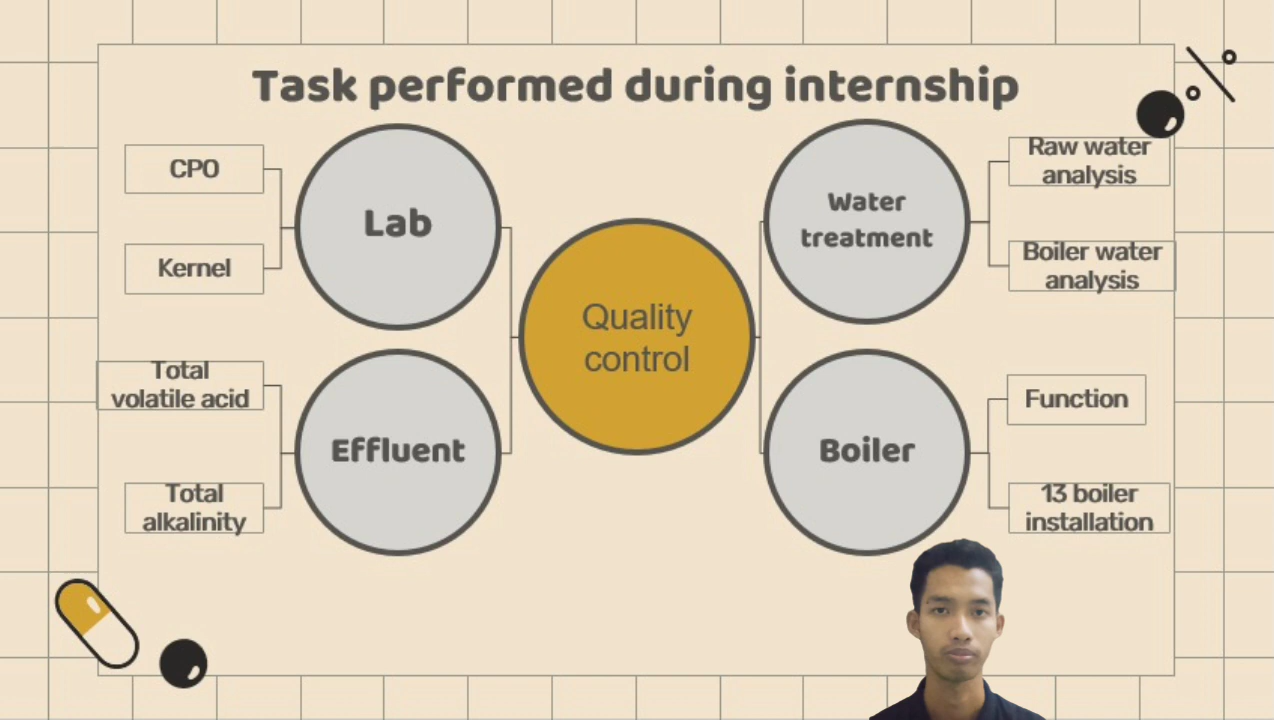 Task performed during internship
CPO
Kernel
Lab
Total
volatile acid
Total
alkalinity
Effluent
Quality
control
Water
treatment
Raw water
analysis
Boiler water
analysis
Boiler
Function
13 boiler
installation